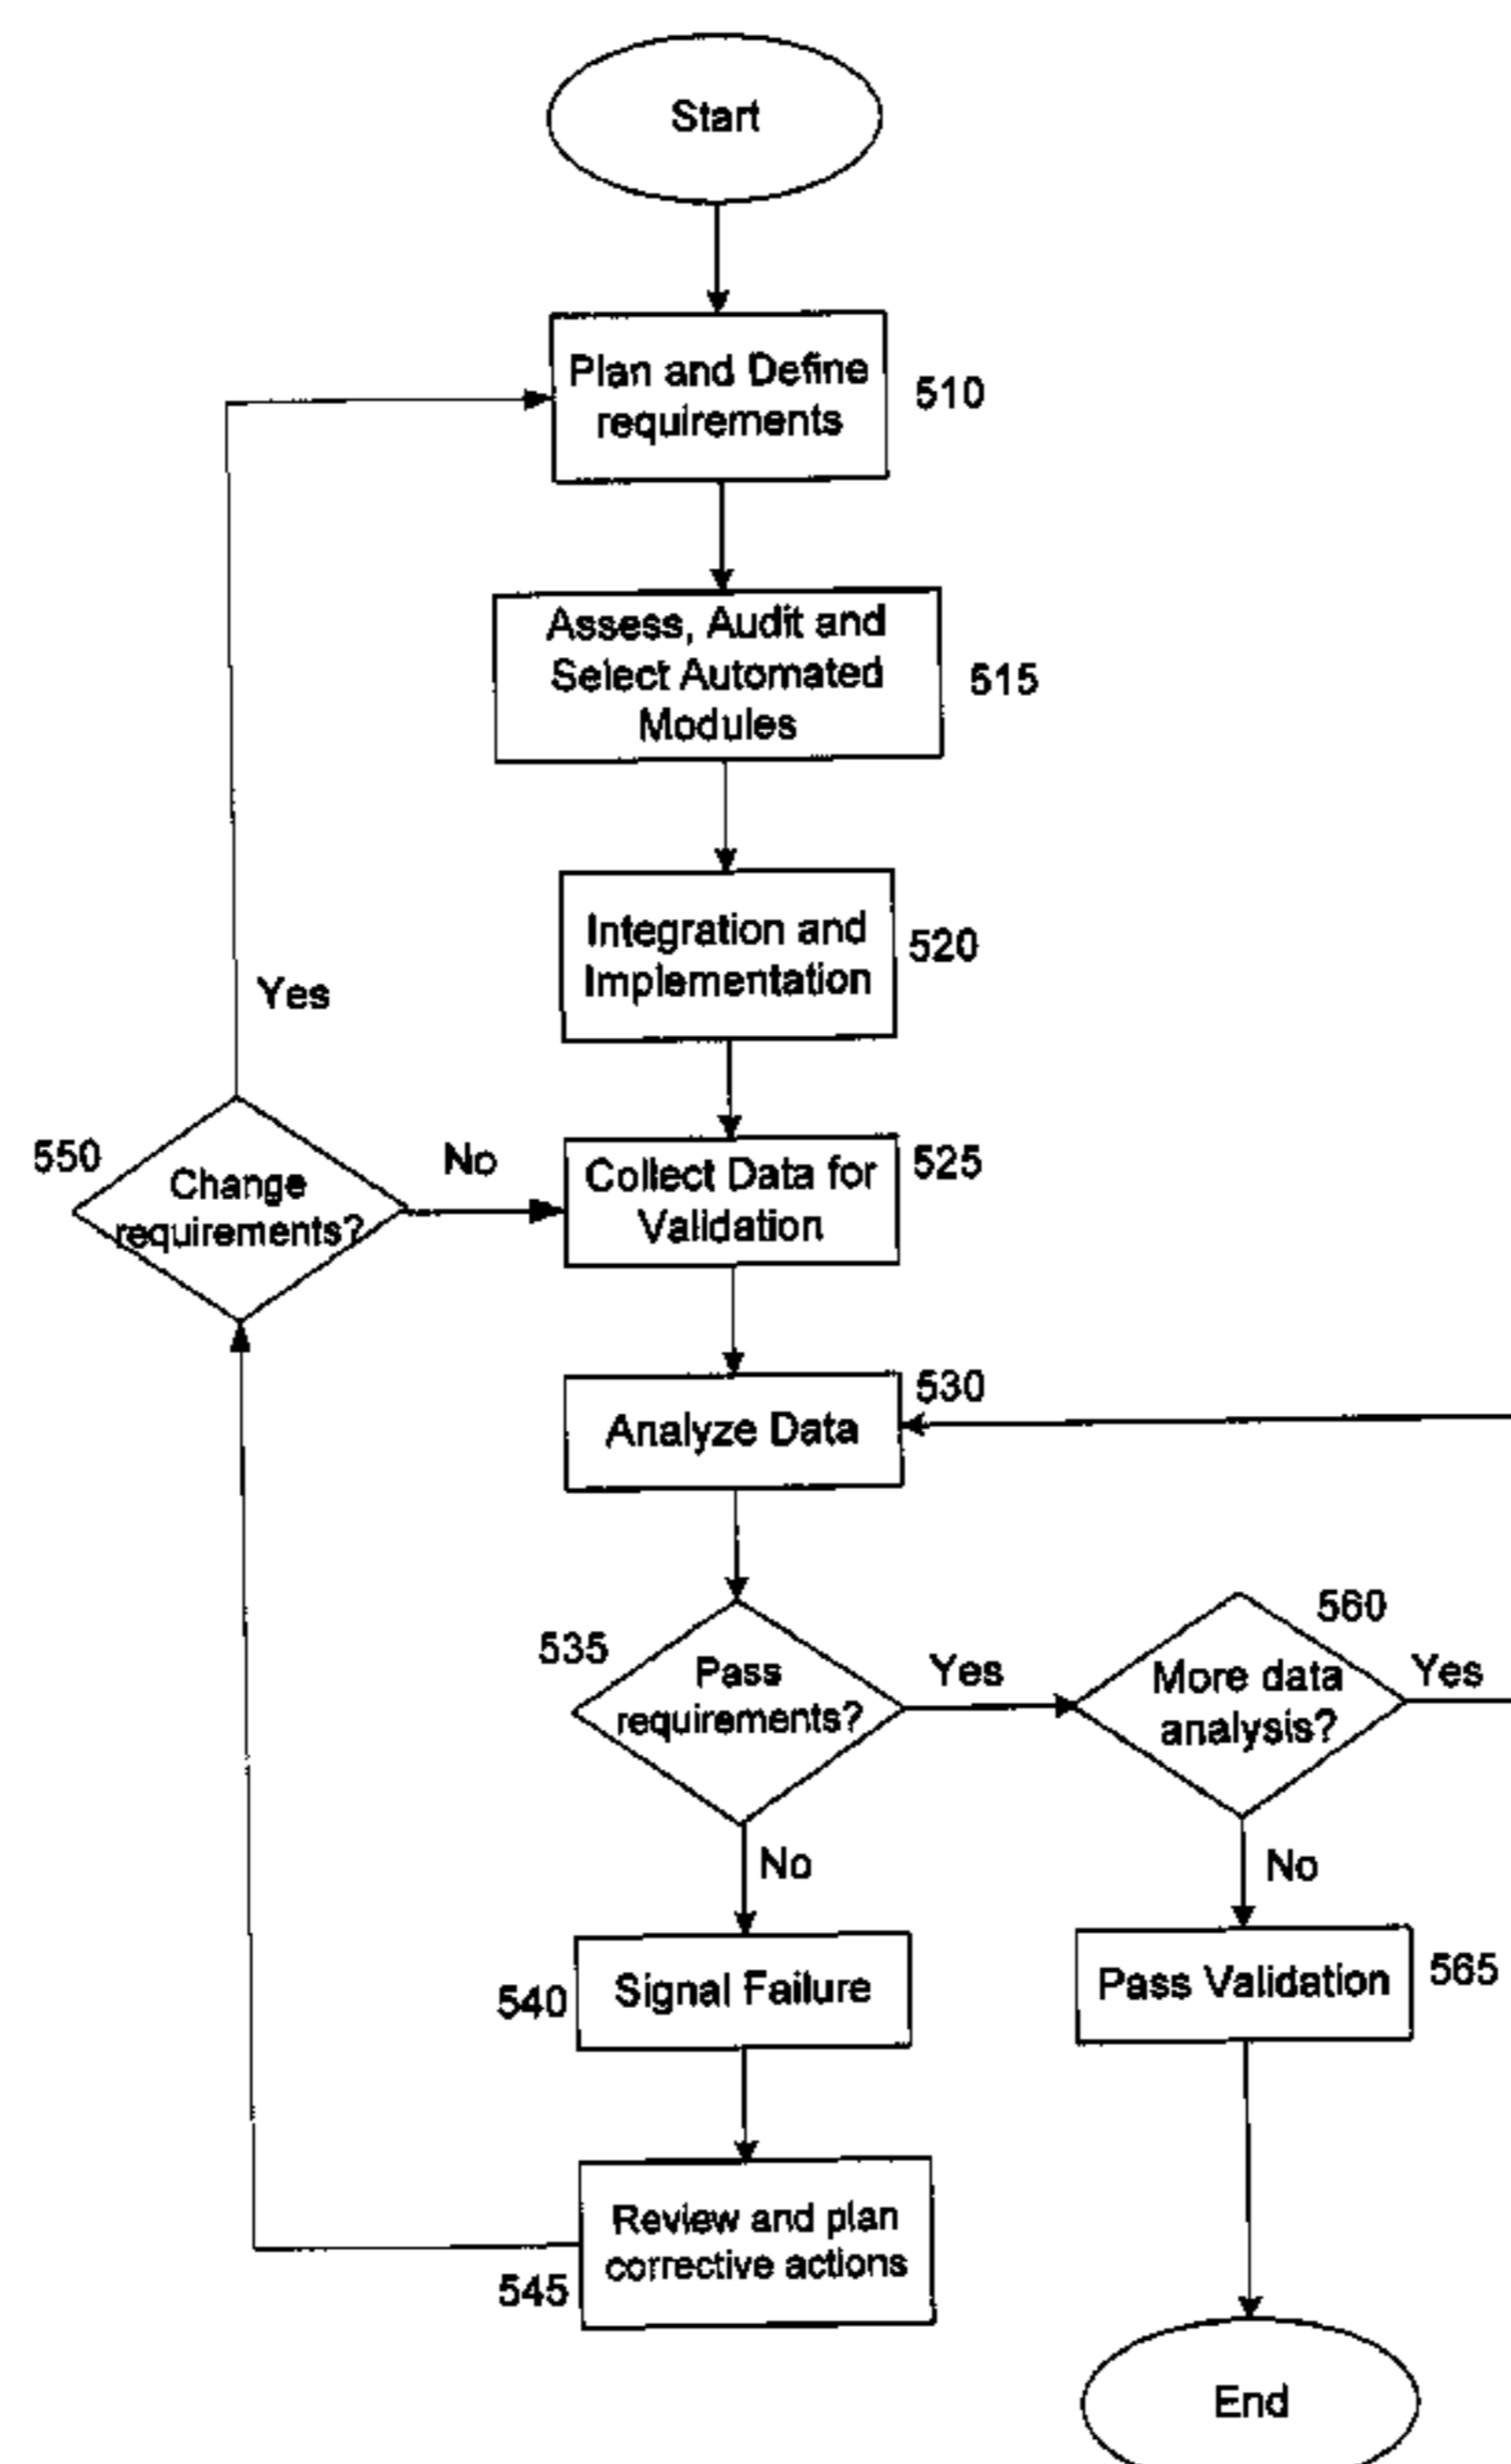 Start
Plan and Define
requirements
510
Assess, Audit and
Select Automated
Modules
515
Integration and
Implementation
520
Yes
550
Change
requirements?
No
Collect Data for
Validation
525
Analyze Data
530
535
Pass
requirements?
Yes
560
More data
analysis?
Yes
No
No
540
Signal Failure
Pass Validation
565
Review and plan
corrective actions
545
End